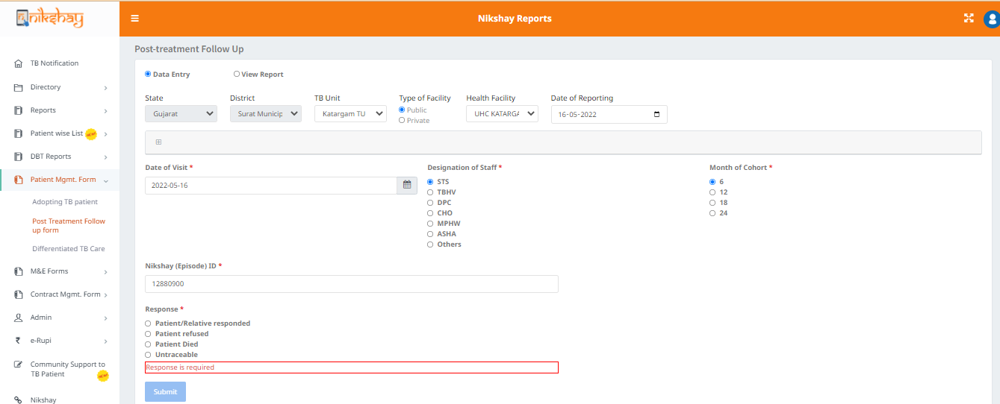 nikshay
Nikshay Reports
TB Notification
Directory
Reports
Patient wise List
DBT Reports
Patient Mgmt. Form
Adopting TB patient
Post Treatment Follow
up form
Differentiated TB Care
M&E Forms
Contract Mgmt. Form
Admin
e-Rupi
Community Support to
TB Patient
Nikshay
Post-treatment Follow Up
Data Entry View Report
State District TB Unit Type of Facility Health Facility Date of Reporting
Gujarat Surat Municip Katargam TU Public UHC KATARGA 16-05-2022
Private
Date of Visit * Designation of Staff * Month of Cohort *
2022-05-16 STS 6
TBHV 12
DPC 18
CHO 24
MPHW
ASHA
Others
Nikshay (Episode) ID *
12880900
Response *
Patient/Relative responded
Patient refused
Patient Died
Untraceable
Response is required
Submit